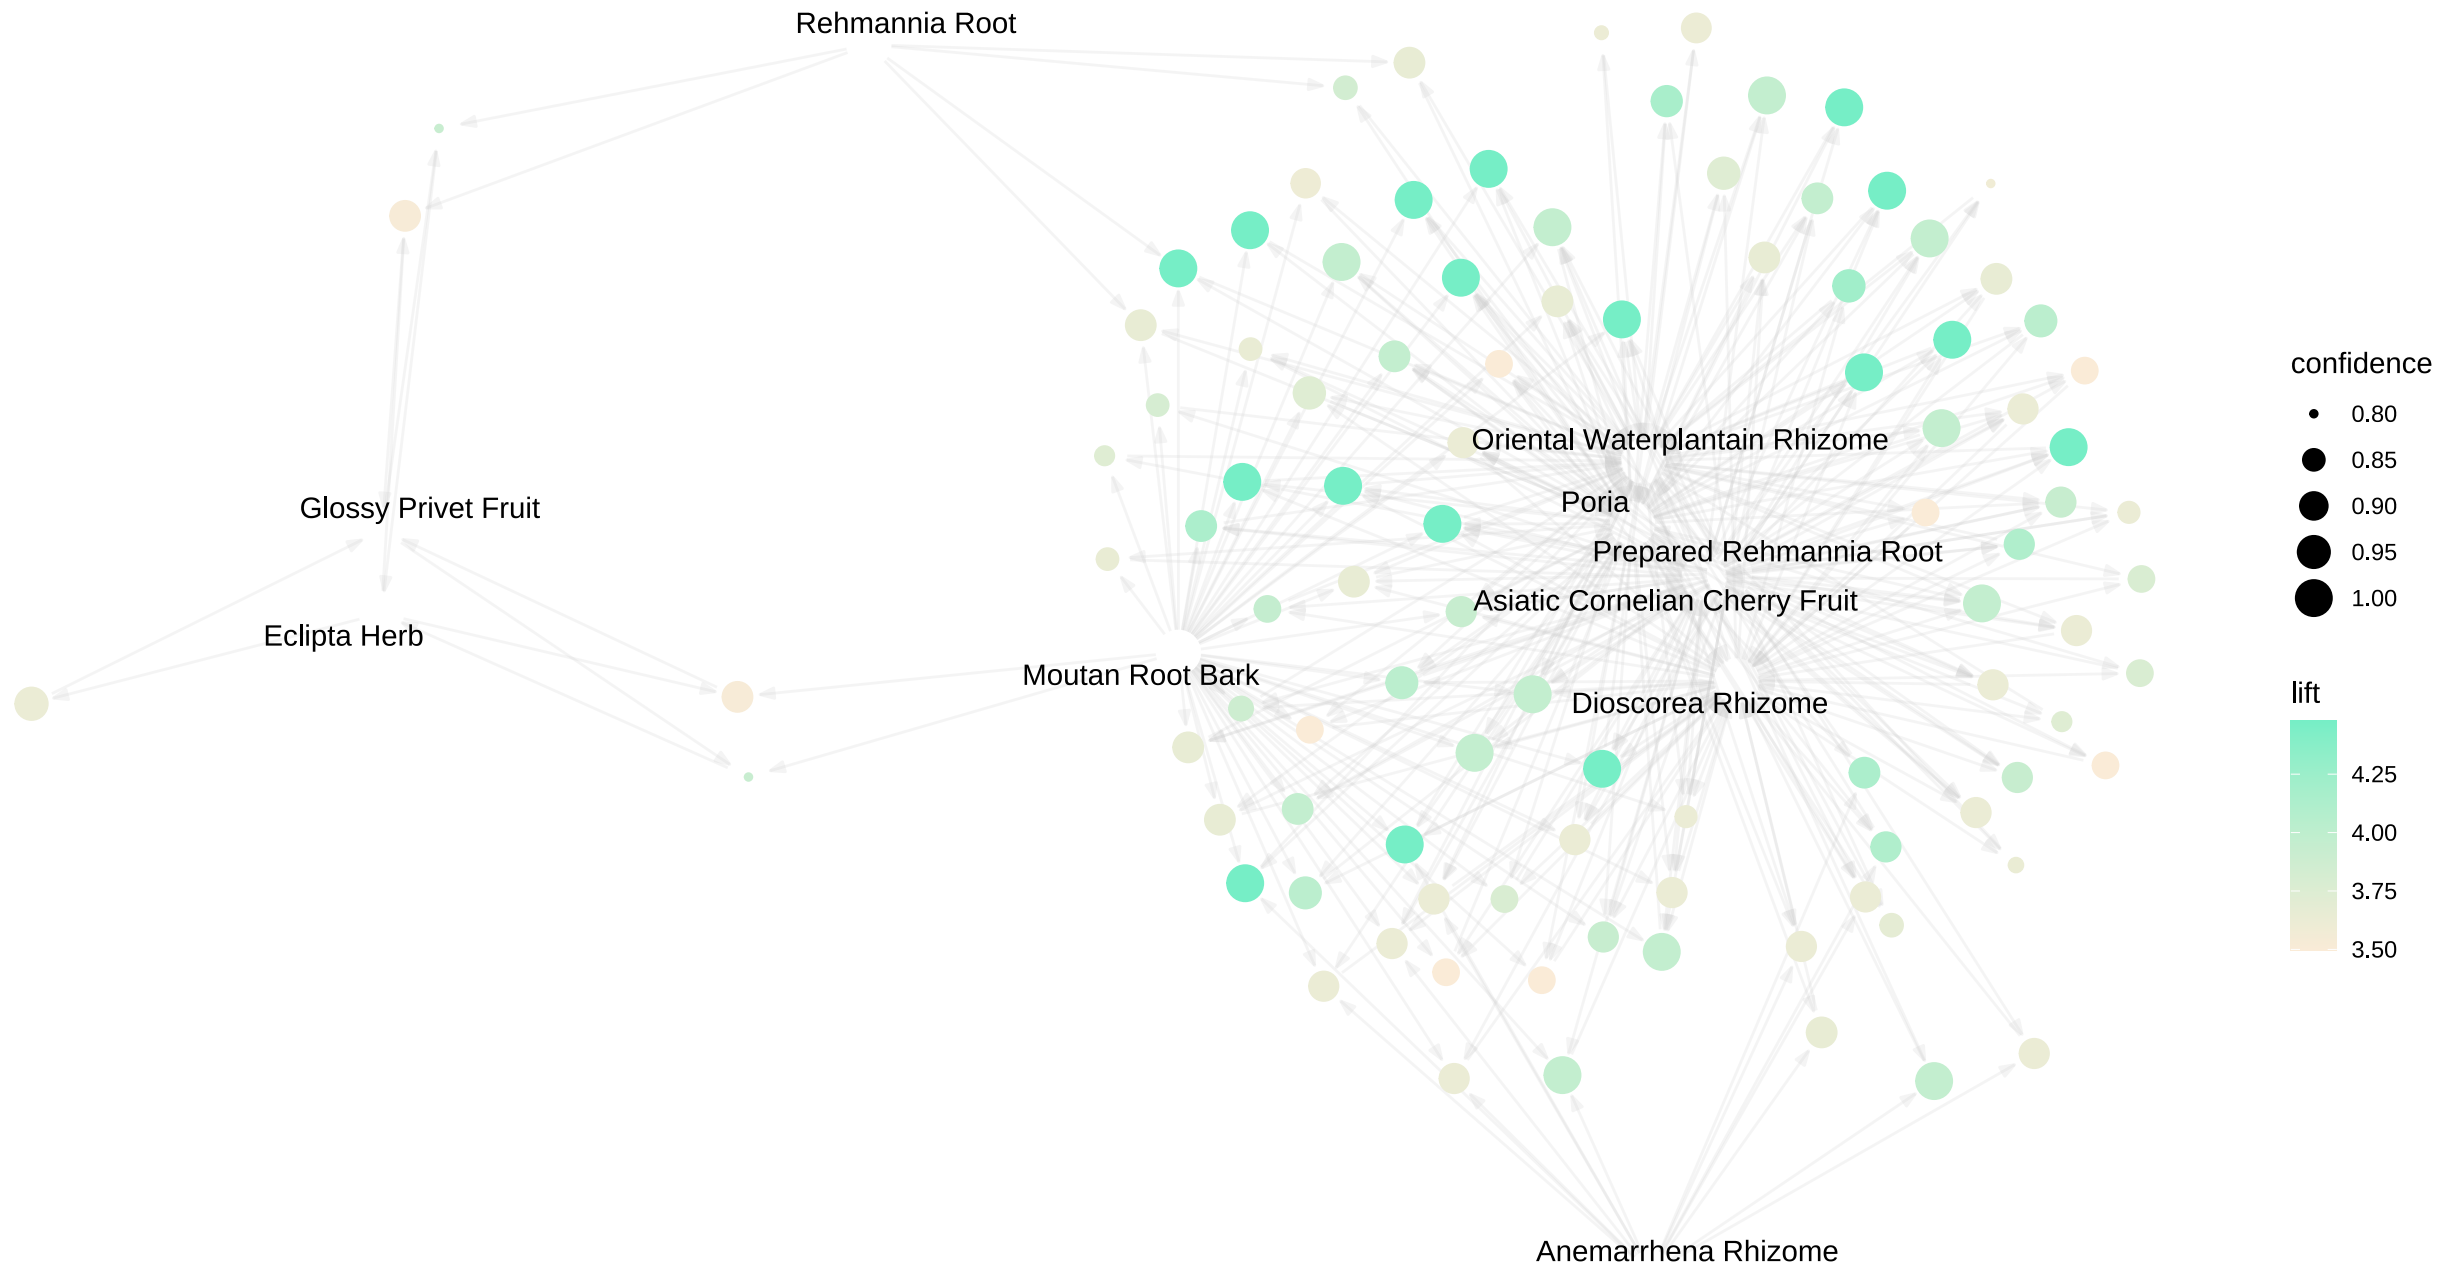 Rehmannia Root
Oriental Waterplantain Rhizome
Glossy Privet Fruit
Poria
Prepared Rehmannia Root
Asiatic Cornelian Cherry Fruit
Eclipta Herb
Moutan Root Bark
Dioscorea Rhizome
Anemarrhena Rhizome
confidence
0.80
0.85
0.90
0.95
1.00
lift
4.25
4.00
3.75
3.50